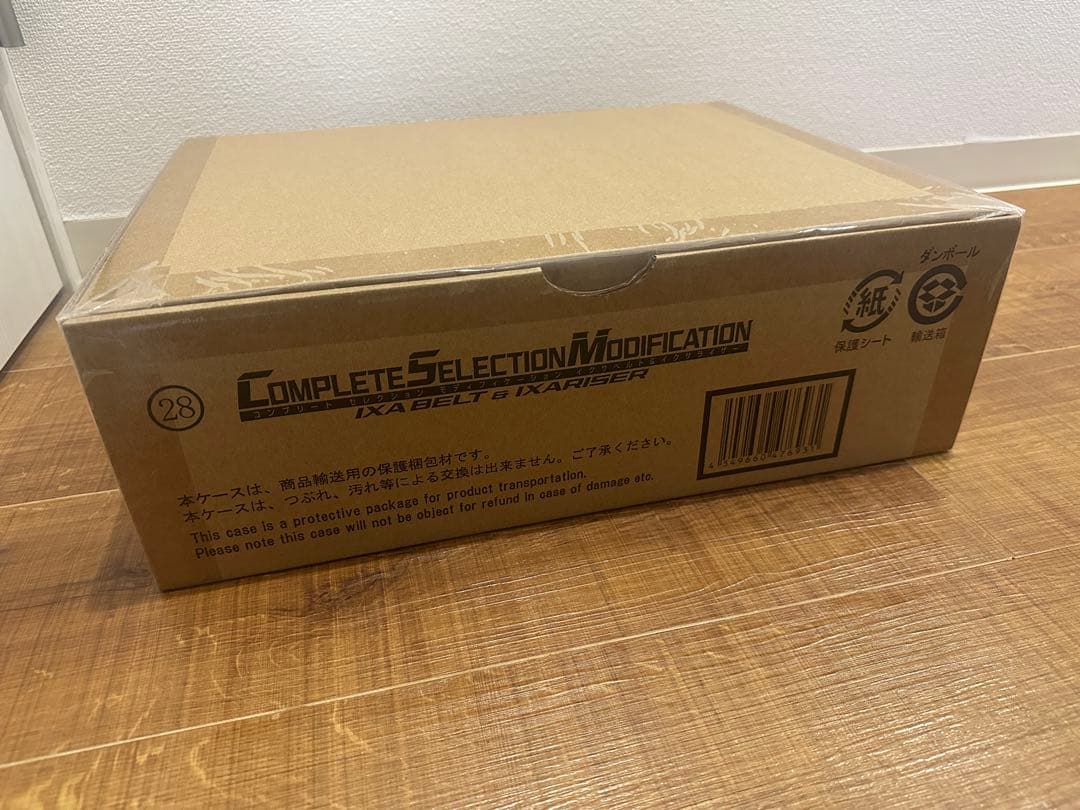 28
COMPLETE SELECTION MODIFICATION
コンプリート セレクション モディフィケーション イクサベルト&イクサライザー
IXA BELT & IXARISER
本ケースは、商品輸送用の保護梱包材です。
本ケースは、つぶれ、汚れ等による交換は出来ません。ご了承ください。
This case is a protective package for product transportation.
Please note this case will not be object for refund in case of damage etc.
紙
保護シート
ダンボール
輸送箱